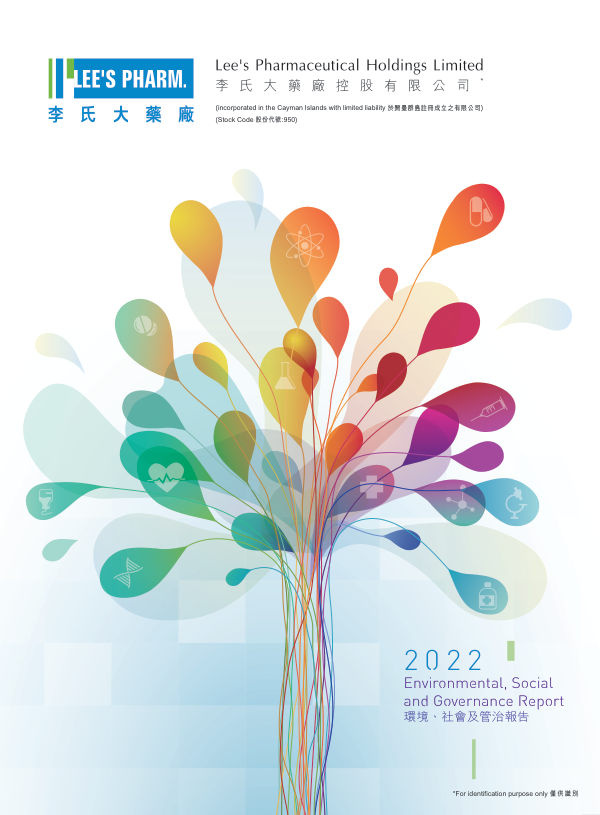 LEE'S PHARM.
李氏大藥廠
Lee's Pharmaceutical Holdings Limited
李氏大藥廠控股有限公司*
(incorporated in the Cayman Islands with limited liability 於開曼群島註冊成立之有限公司)
(Stock Code 股份代號:950)
2022
Environmental, Social
and Governance Report
環境、社會及管治報告
*For identification purpose only 僅供識別